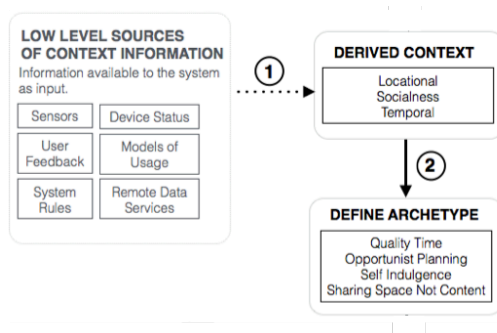 LOW LEVEL SOURCES
OF CONTEXT INFORMATION
Information available to the system
as input.
Sensors
Device Status
User
Feedback
Models of
Usage
System
Rules
Remote Data
Services
1
DERIVED CONTEXT
Locational
Socialness
Temporal
2
DEFINE ARCHETYPE
Quality Time
Opportunist Planning
Self Indulgence
Sharing Space Not Content